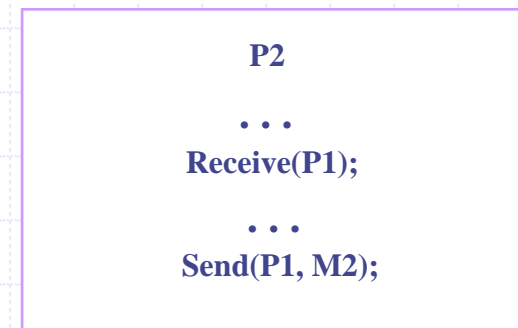 P2
. . .
Receive(P1);
. . .
Send(P1, M2);